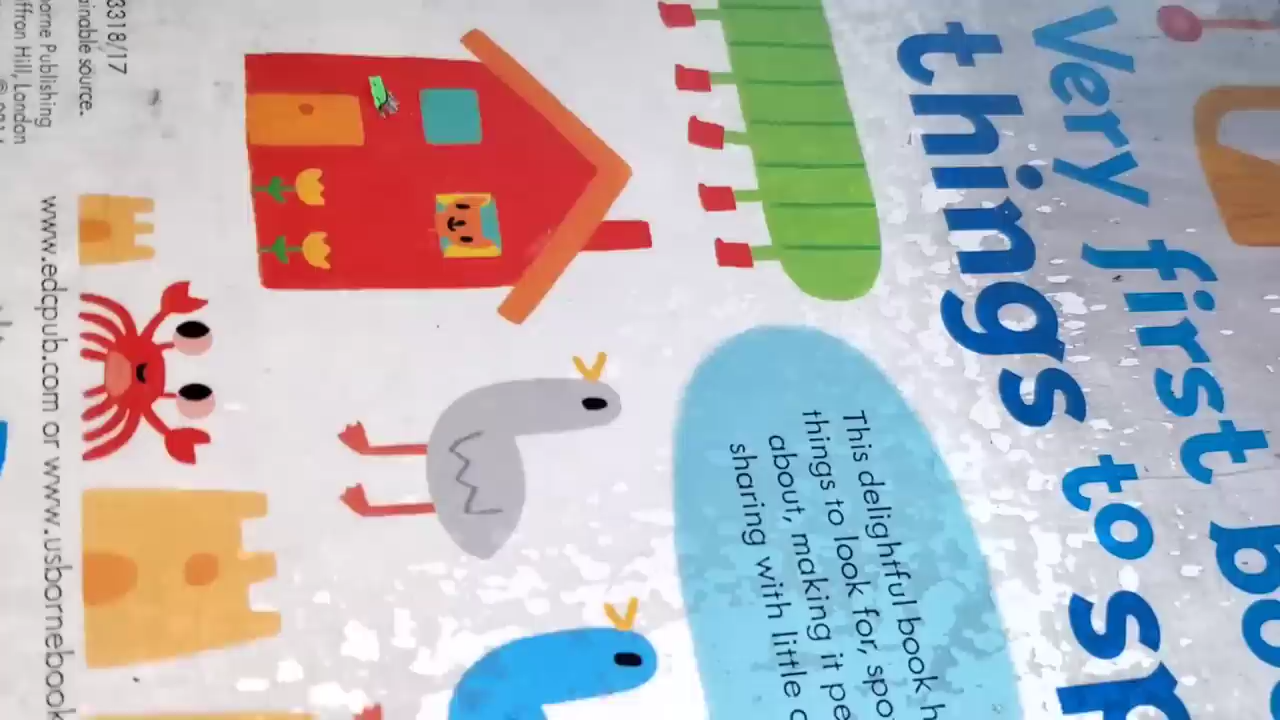 Very first bo
things to sp
This delightful book h
things to look for, spo
about, making it pe
sharing with little
3318/17
ainable source.
orne Publishing
ffron Hill, London
www.edcpub.com or www.usbornebook